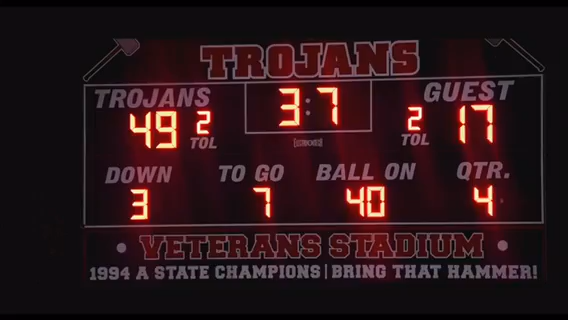 TROJANS
TROJANS 3:7 GUEST
49 2 TOL 2 TOL 17
DOWN TO GO BALL ON QTR.
3 7 40 4
VETERANS STADIUM
1994 A STATE CHAMPIONS | BRING THAT HAMMER!